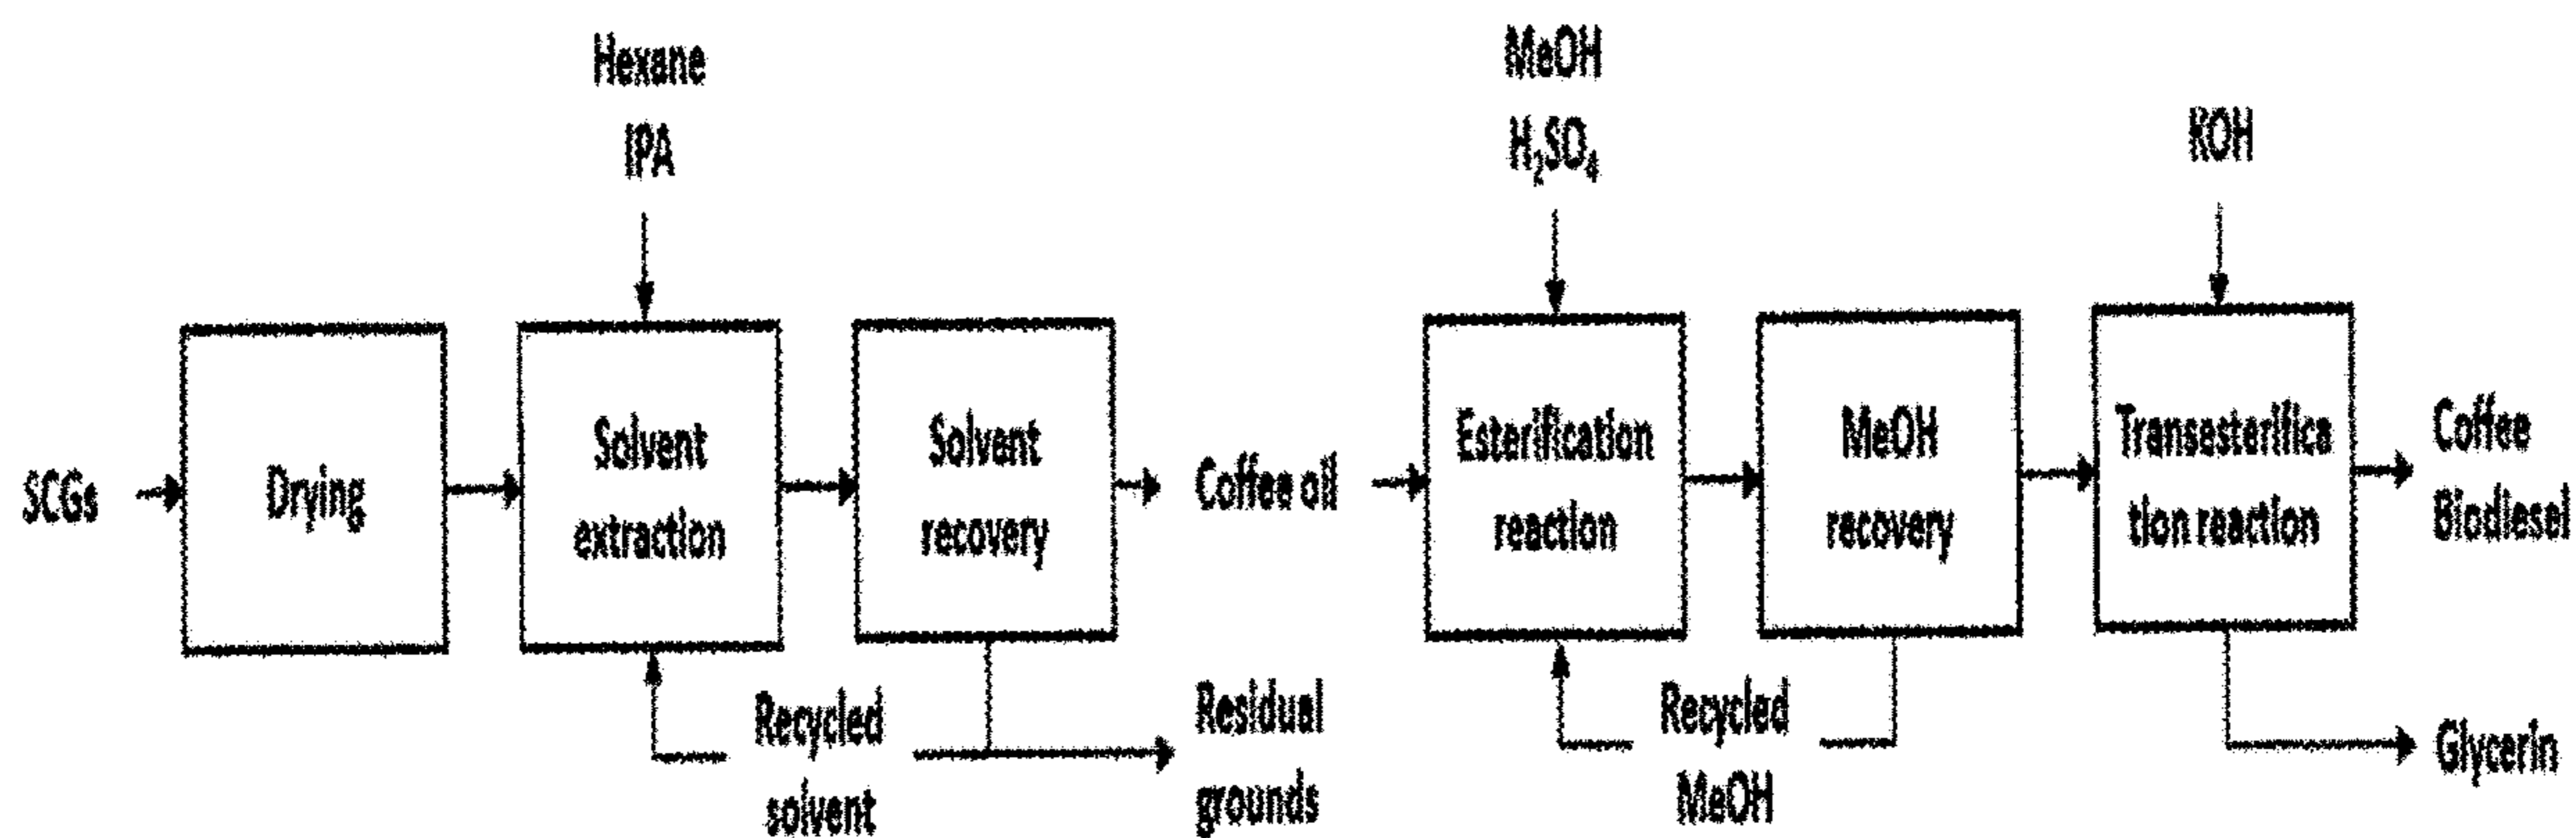 Hexane
IPA
MeOH
H₂SO₄
KOH
SCGs
Drying
Solvent
extraction
Solvent
recovery
Coffee oil
Esterification
reaction
MeOH
recovery
Transesterifica
tion reaction
Coffee
Biodiesel
Recycled
solvent
Residual
grounds
Recycled
MeOH
Glycerin